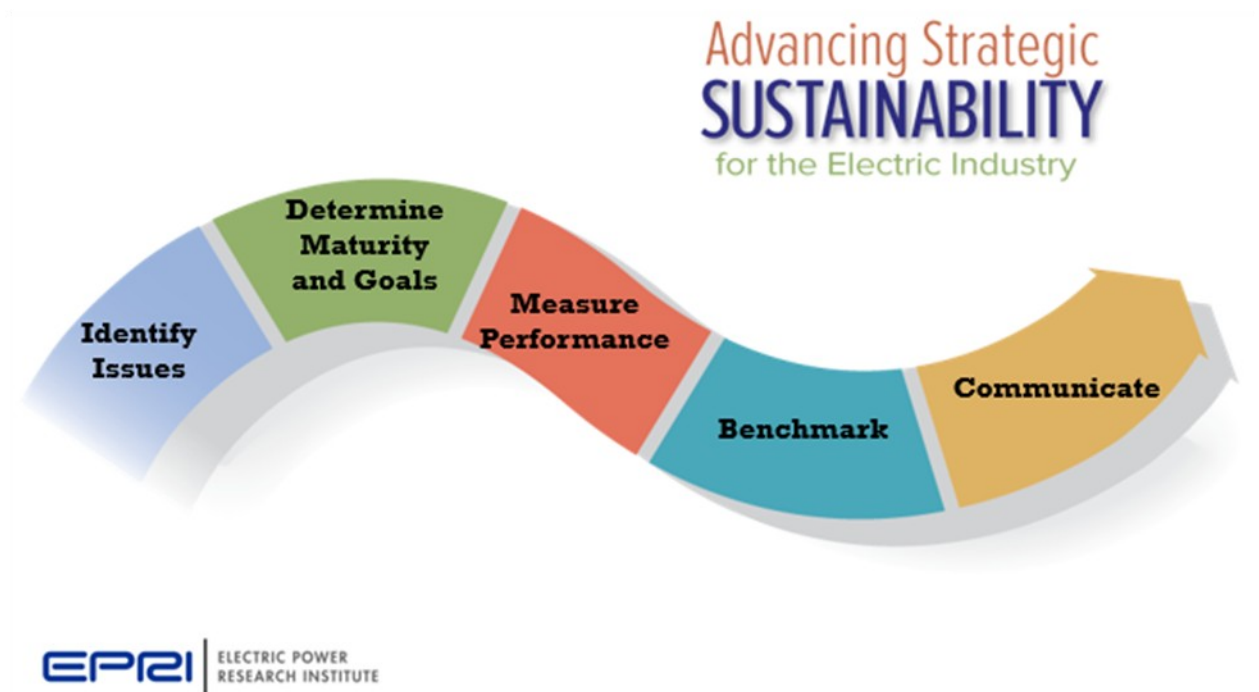 Advancing Strategic
SUSTAINABILITY
for the Electric Industry
Identify
Issues
Determine
Maturity
and Goals
Measure
Performance
Benchmark
Communicate
EPRI
ELECTRIC POWER
RESEARCH INSTITUTE